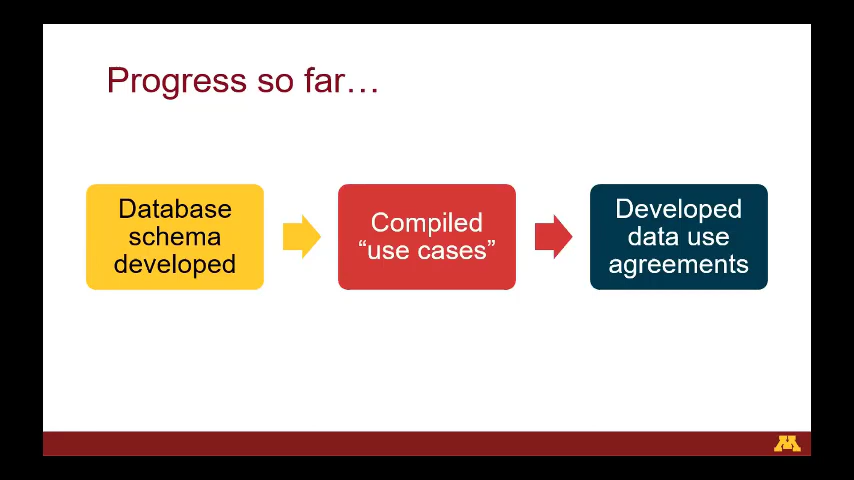 Progress so far…
Database
schema
developed
Compiled
“use cases”
Developed
data use
agreements
M